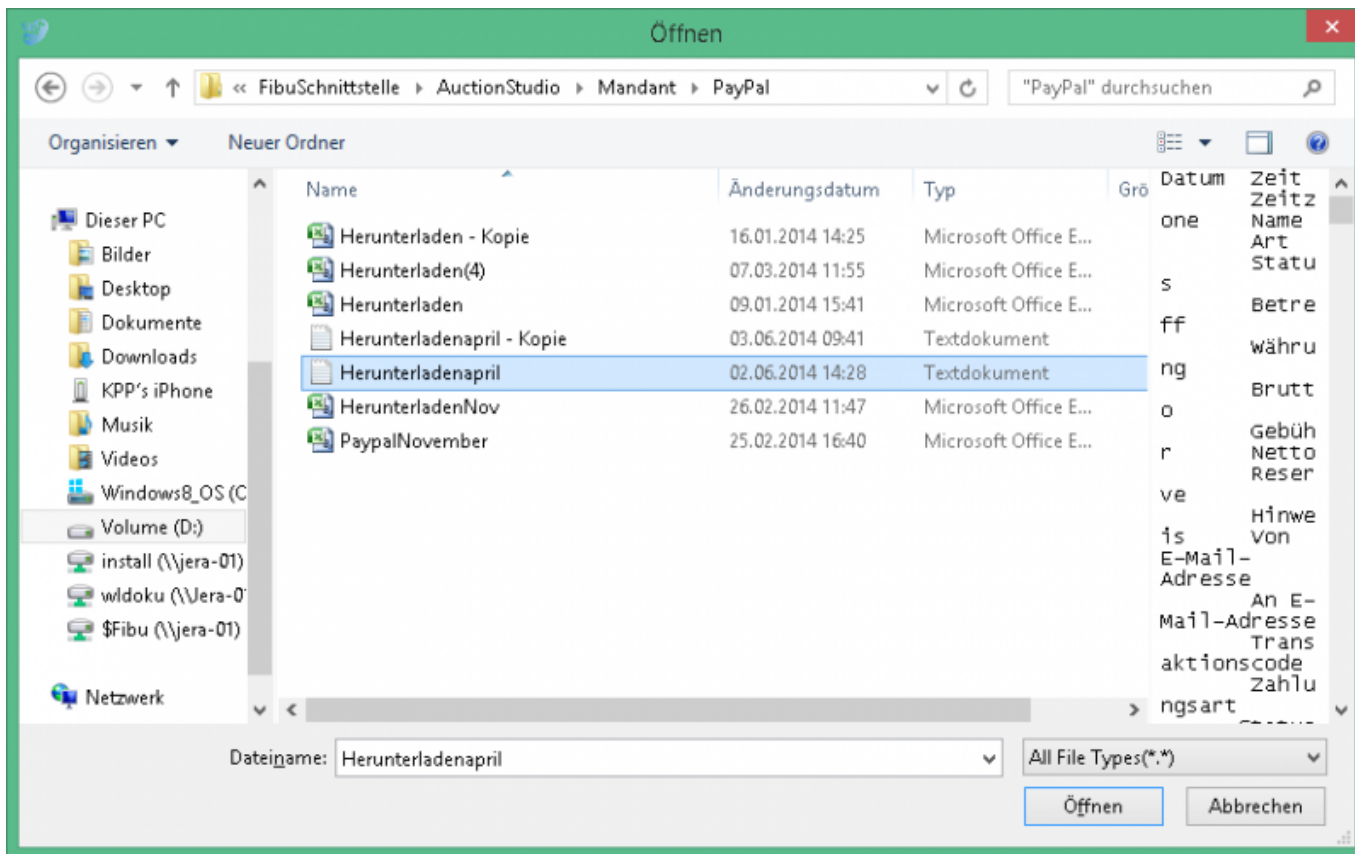 Öffnen
« FibuSchnittstelle ▸ AuctionStudio ▸ Mandant ▸ PayPal
"PayPal" durchsuchen
Organisieren Neuer Ordner
Name Änderungsdatum Typ Grö
Dieser PC
Bilder
Desktop
Dokumente
Downloads
KPP's iPhone
Musik
Videos
Windows8_OS (C
Volume (D:)
install (\\jera-01)
wldoku (\\Jera-0
$Fibu (\\jera-01)
Netzwerk
Herunterladen - Kopie 16.01.2014 14:25 Microsoft Office E...
Herunterladen(4) 07.03.2014 11:55 Microsoft Office E...
Herunterladen 09.01.2014 15:41 Microsoft Office E...
Herunterladenapril - Kopie 03.06.2014 09:41 Textdokument
Herunterladenapril 02.06.2014 14:28 Textdokument
HerunterladenNov 26.02.2014 11:47 Microsoft Office E...
PaypalNovember 25.02.2014 16:40 Microsoft Office E...
Datum Zeit
Zeitz
one Name
Art
Statu
s
Betre
ff
Währu
ng
Brutt
o
Gebüh
r Netto
Reser
ve
Hinwe
is Von
E-Mail-
Adresse
An E-
Mail-Adresse
Trans
aktionscode
Zahlu
ngsart
Dateiname: Herunterladenapril
All File Types(*.*)
Öffnen Abbrechen